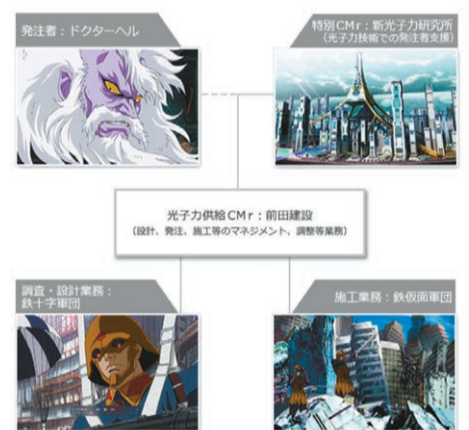 発注者:ドクターヘル
特別CMr:新光子力研究所
(光子力技術での発注者支援)
光子力供給CMr:前田建設
(設計、発注、施工等のマネジメント、調整等業務)
調査・設計業務:
鉄十字軍団
施工業務:鉄仮面軍団